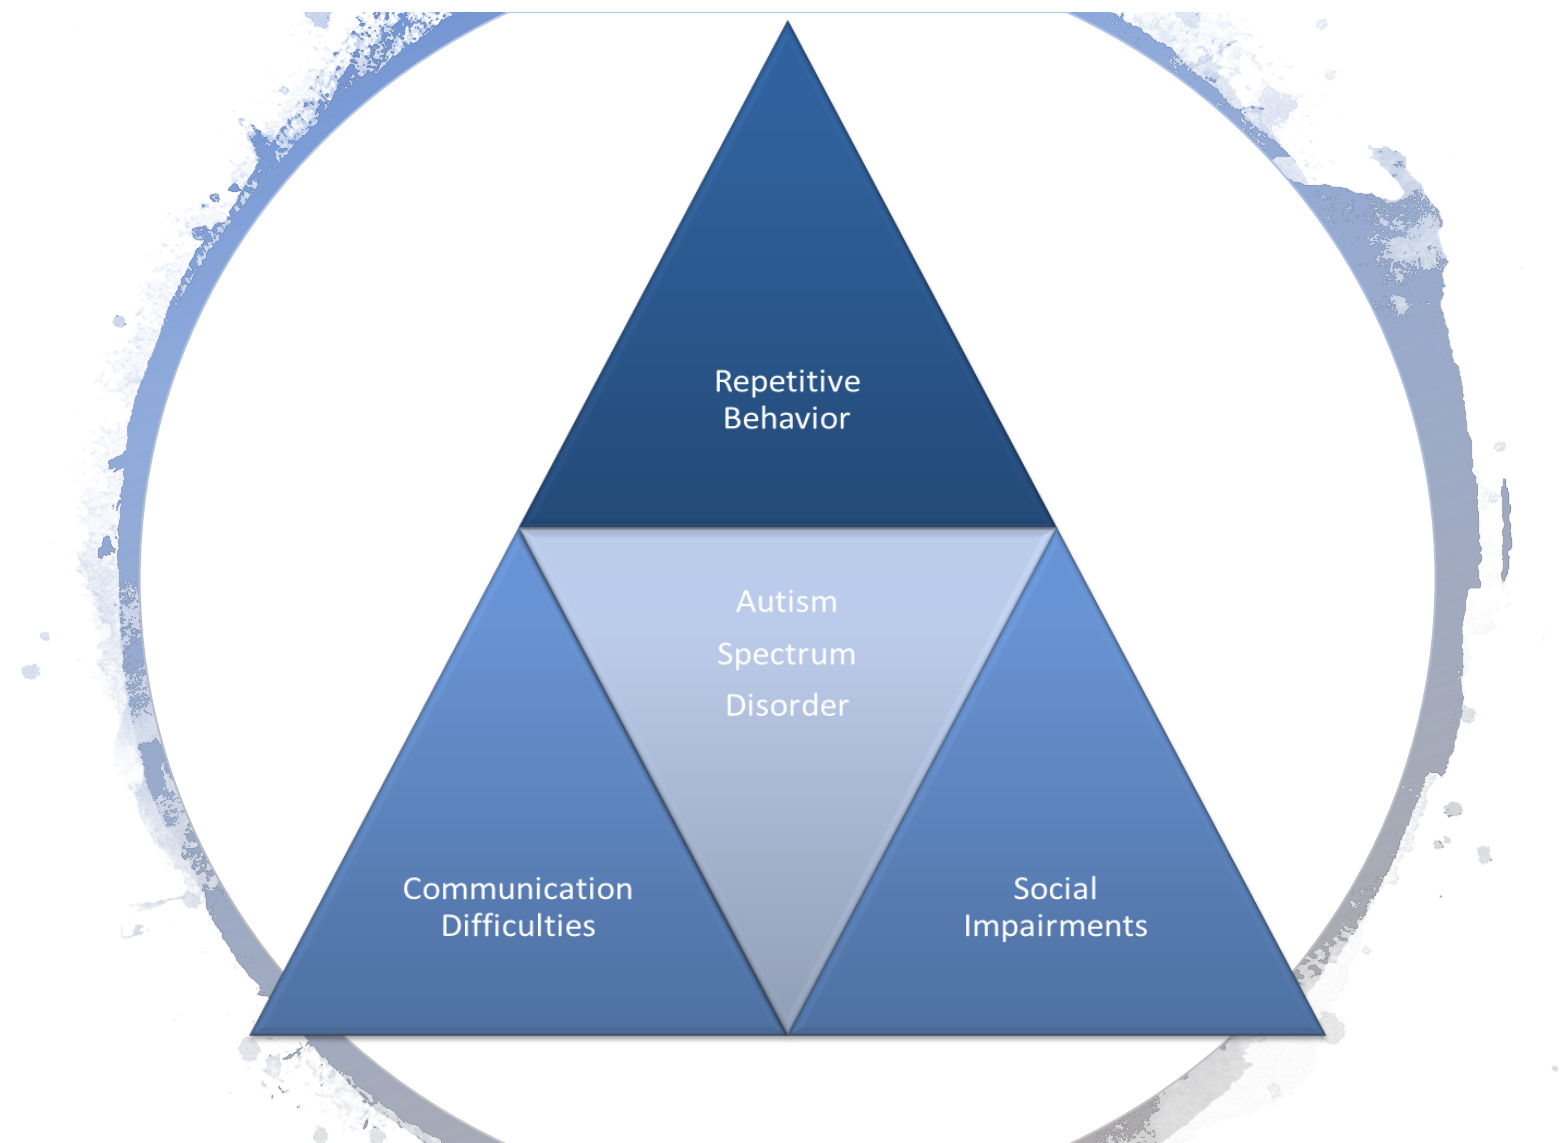 Repetitive
Behavior
Autism
Spectrum
Disorder
Communication
Difficulties
Social
Impairments